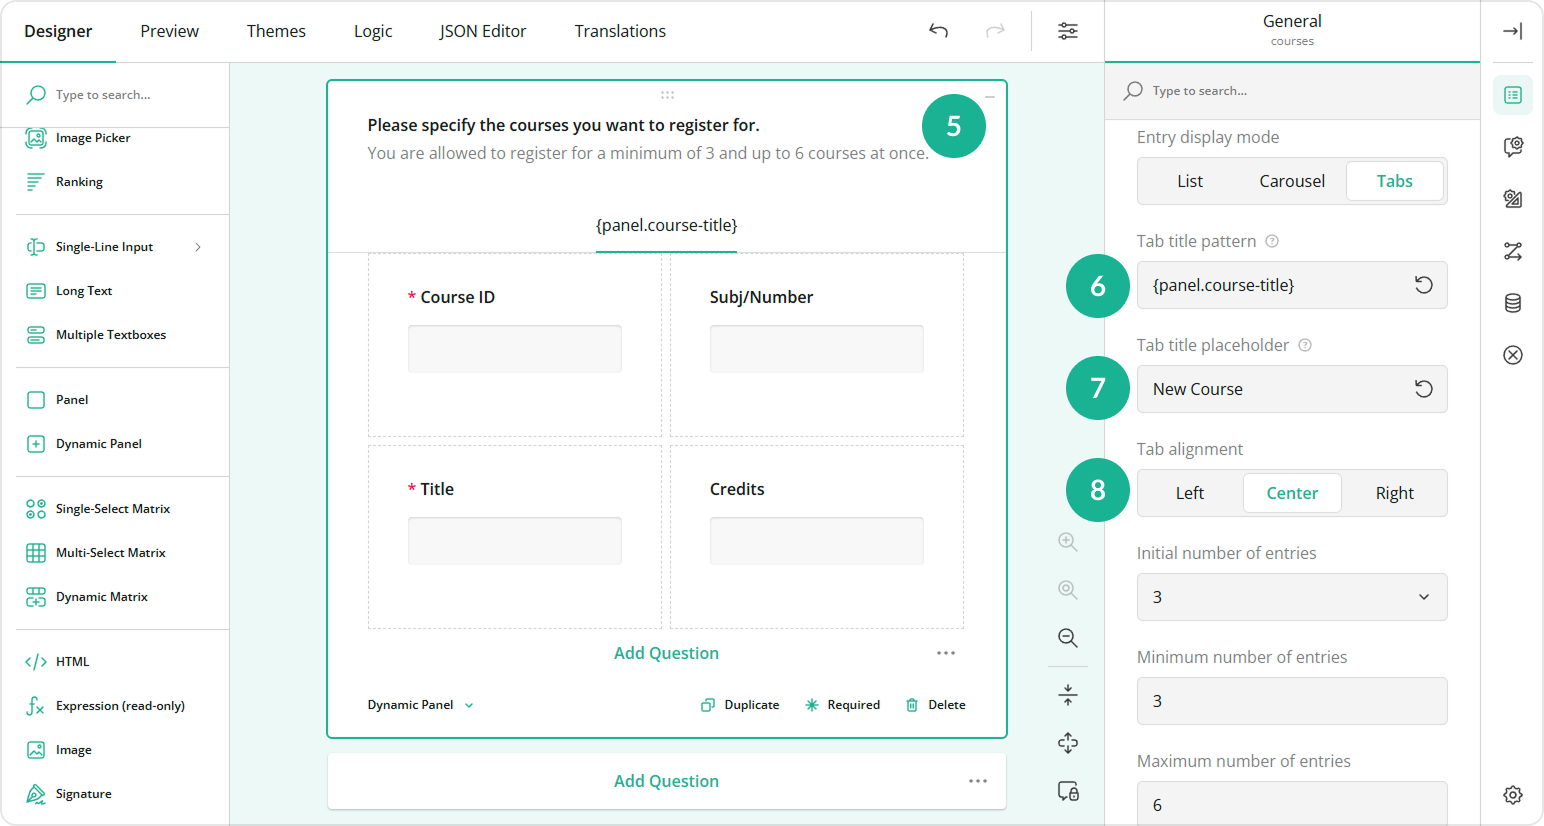 Designer
Preview
Themes
Logic
JSON Editor
Translations
General
courses
Type to search...
Image Picker
Ranking
Single-Line Input
Long Text
Multiple Textboxes
Panel
Dynamic Panel
Single-Select Matrix
Multi-Select Matrix
Dynamic Matrix
HTML
Expression (read-only)
Image
Signature
5
Please specify the courses you want to register for.
You are allowed to register for a minimum of 3 and up to 6 courses at once.
{panel.course-title}
* Course ID
Subj/Number
* Title
Credits
Add Question
Dynamic Panel
Duplicate
Required
Delete
Add Question
Type to search...
Entry display mode
List
Carousel
Tabs
Tab title pattern
6
{panel.course-title}
Tab title placeholder
7
New Course
Tab alignment
8
Left
Center
Right
Initial number of entries
3
Minimum number of entries
3
Maximum number of entries
6